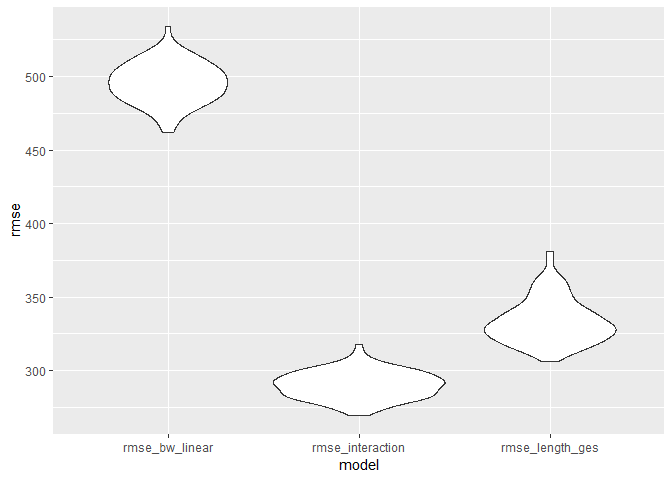 500
450
400
350
300
rmse
rmse_bw_linear
rmse_interaction
rmse_length_ges
model